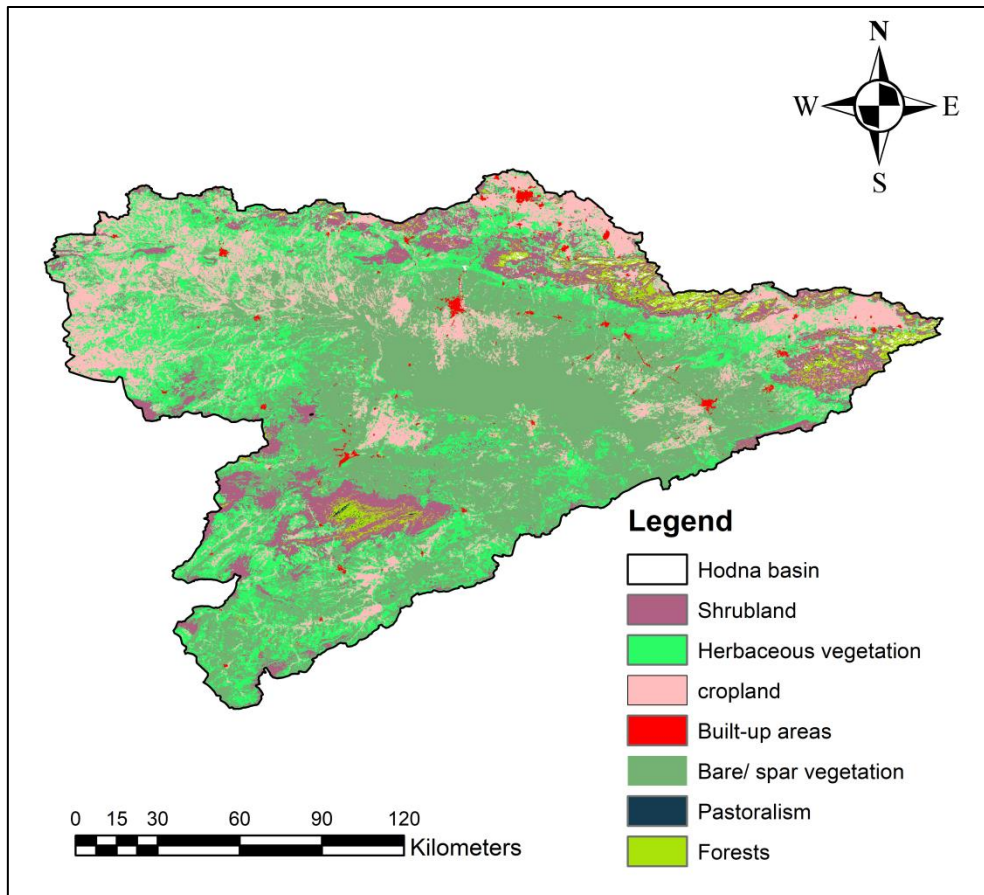 N
W E
S
Legend
Hodna basin
Shrubland
Herbaceous vegetation
cropland
Built-up areas
Bare/ spar vegetation
Pastoralism
Forests
0 15 30 60 90 120
Kilometers